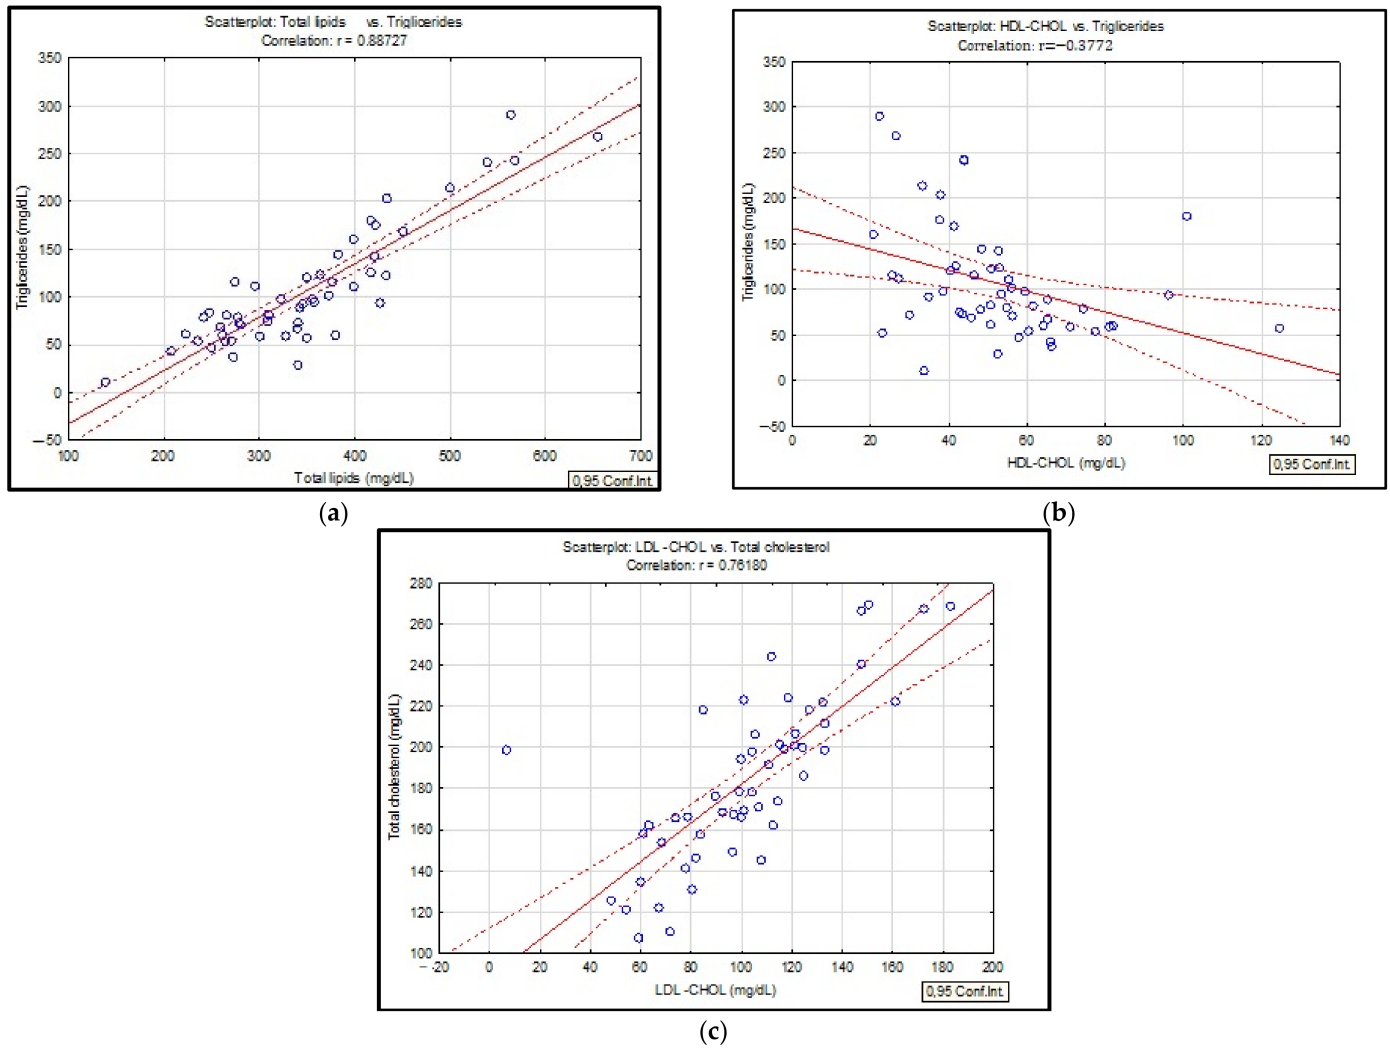 Scatterplot: Total lipids vs. Triglicerides
Correlation: r = 0.88727
350
300
250
200
150
100
50
0
−50
Triglicerides (mg/dL)
100 200 300 400 500 600 700
Total lipids (mg/dL)
0,95 Conf.Int.
(a)
Scatterplot: HDL-CHOL vs. Triglicerides
Correlation: r=−0.3772
350
300
250
200
150
100
50
0
−50
Triglicerides (mg/dL)
0 20 40 60 80 100 120 140
HDL-CHOL (mg/dL)
0,95 Conf.Int.
(b)
Scatterplot: LDL -CHOL vs. Total cholesterol
Correlation: r = 0.76180
280
260
240
220
200
180
160
140
120
100
Total cholesterol (mg/dL)
−20 0 20 40 60 80 100 120 140 160 180 200
LDL -CHOL (mg/dL)
0,95 Conf.Int.
(c)